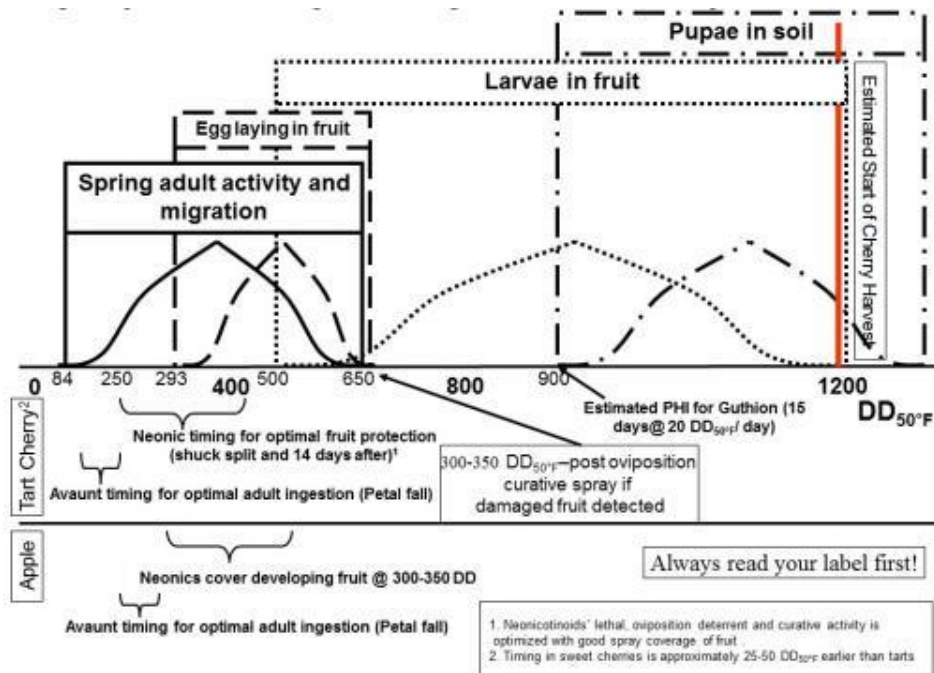 Pupae in soil
Larvae in fruit
Egg laying in fruit
Spring adult activity and
migration
Estimated Start of Cherry Harvest
0 84 250 293 400 500 650 800 900 1200 DD50°F
Tart Cherry2
Neonic timing for optimal fruit protection
(shuck split and 14 days after)1
Avaunt timing for optimal adult ingestion (Petal fall)
Estimated PHI for Guthion (15
days@ 20 DD50°F/ day)
300-350 DD50°F–post oviposition
curative spray if
damaged fruit detected
Apple
Neonics cover developing fruit @ 300-350 DD
Avaunt timing for optimal adult ingestion (Petal fall)
Always read your label first!
1. Neonicotinoids' lethal, oviposition deterrent and curative activity is
optimized with good spray coverage of fruit .
2. Timing in sweet cherries is approximately 25-50 DD50°F earlier than tarts